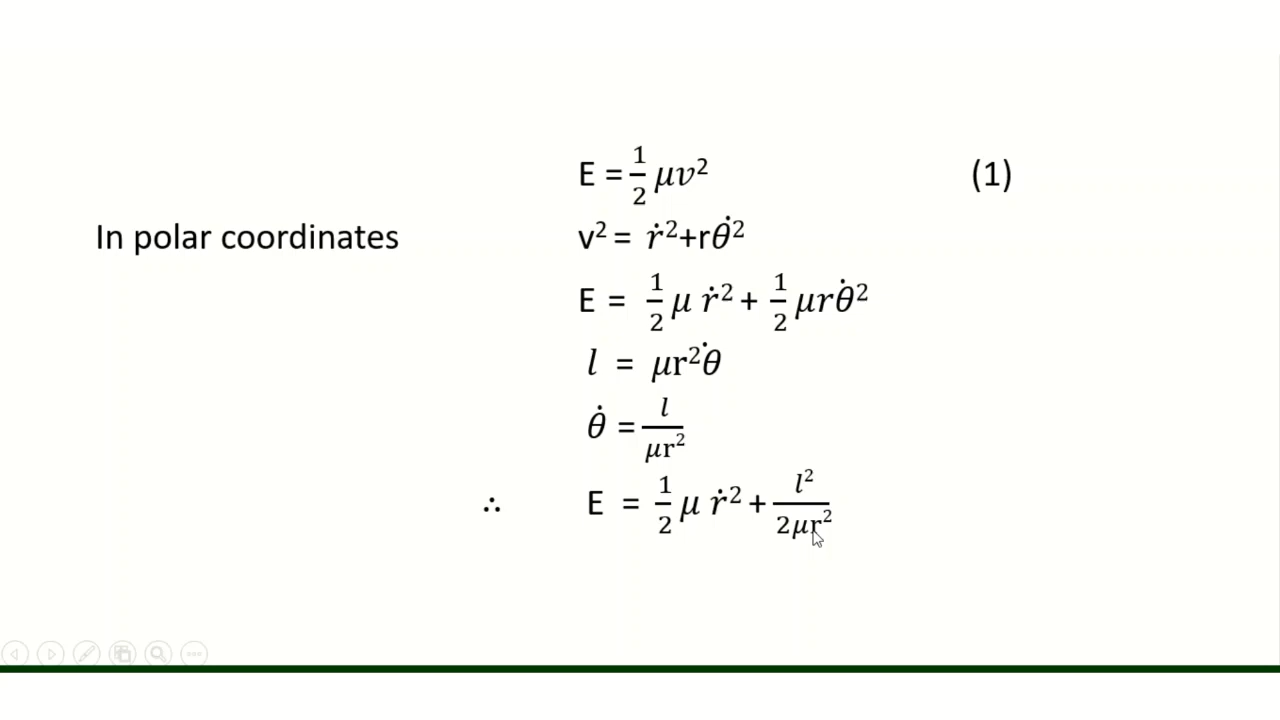 E = 1/2 μv² (1)
In polar coordinates v² = ṙ²+rθ̇²
E = 1/2 μ ṙ² + 1/2 μrθ̇²
l = μr²θ̇
θ̇ = l/μr²
∴ E = 1/2 μ ṙ² + l²/2μr²